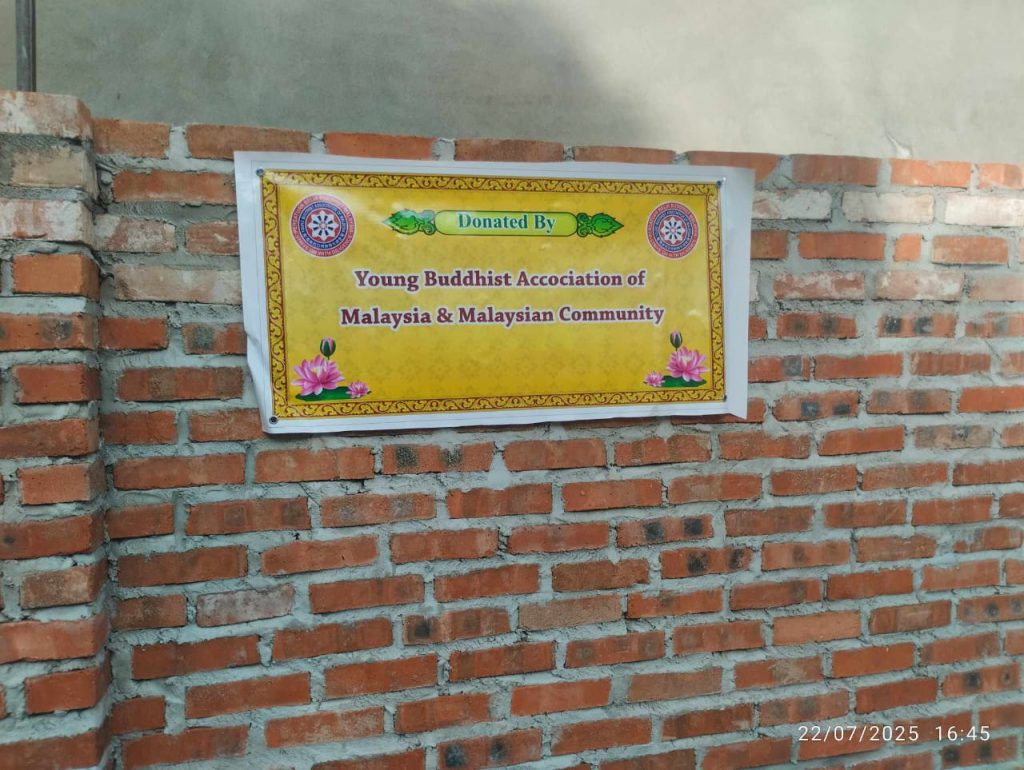 Donated By
Young Buddhist Accociation of
Malaysia & Malaysian Community
22/07/2025 16:45